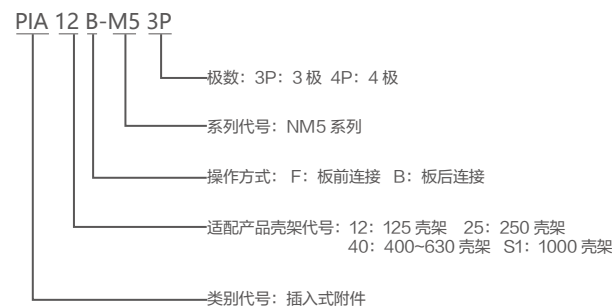 PIA 12 B-M5 3P
极数：3P：3 极 4P：4 极
系列代号：NM5 系列
操作方式： F：板前连接 B：板后连接
适配产品壳架代号：12：125 壳架 25：250 壳架
40：400~630 壳架 S1：1000 壳架
类别代号：插入式附件